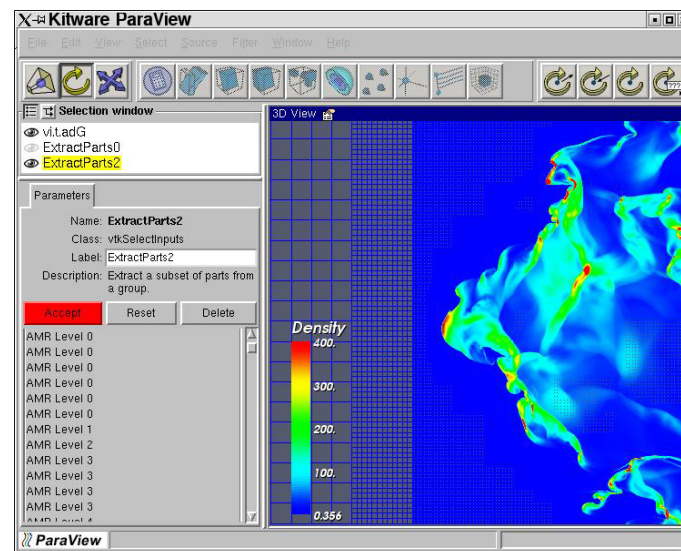 Kitware ParaView
File Edit View Select Source Filter Window Help
Selection window
vi.t.adG
ExtractParts0
ExtractParts2
Parameters
Name: ExtractParts2
Class: vtkSelectInputs
Label: ExtractParts2
Description: Extract a subset of parts from
a group.
Accept Reset Delete
AMR Level 0
AMR Level 0
AMR Level 0
AMR Level 0
AMR Level 0
AMR Level 0
AMR Level 1
AMR Level 2
AMR Level 3
AMR Level 3
AMR Level 3
AMR Level 3
ParaView
3D View
Density
400.
300.
200.
100.
0.356